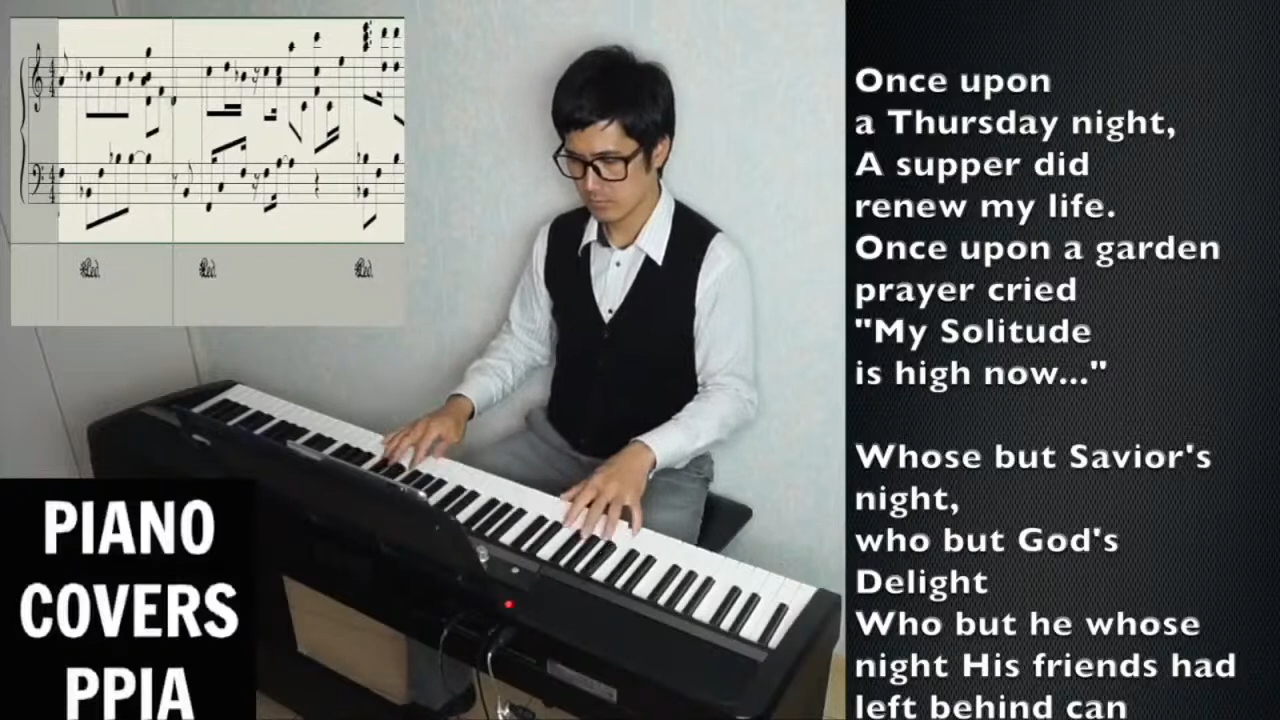 Once upon
a Thursday night,
A supper did
renew my life.
Once upon a garden
prayer cried
"My Solitude
is high now..."
Whose but Savior's
night,
who but God's
Delight
Who but he whose
night His friends had
left behind can
PIANO
COVERS
PPIA